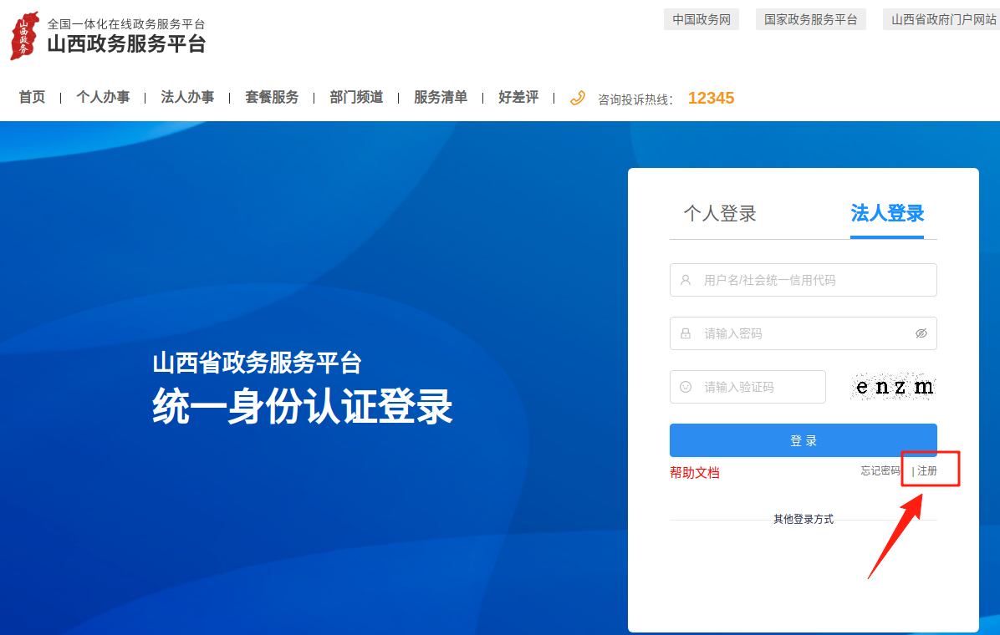 山西政务
全国一体化在线政务服务平台
山西政务服务平台
中国政务网
国家政务服务平台
山西省政府门户网站
首页 | 个人办事 | 法人办事 | 套餐服务 | 部门频道 | 服务清单 | 好差评 | 咨询投诉热线: 12345
山西省政务服务平台
统一身份认证登录
个人登录 法人登录
用户名/社会统一信用代码
请输入密码
请输入验证码 enzm
登 录
帮助文档 忘记密码 | 注册
其他登录方式